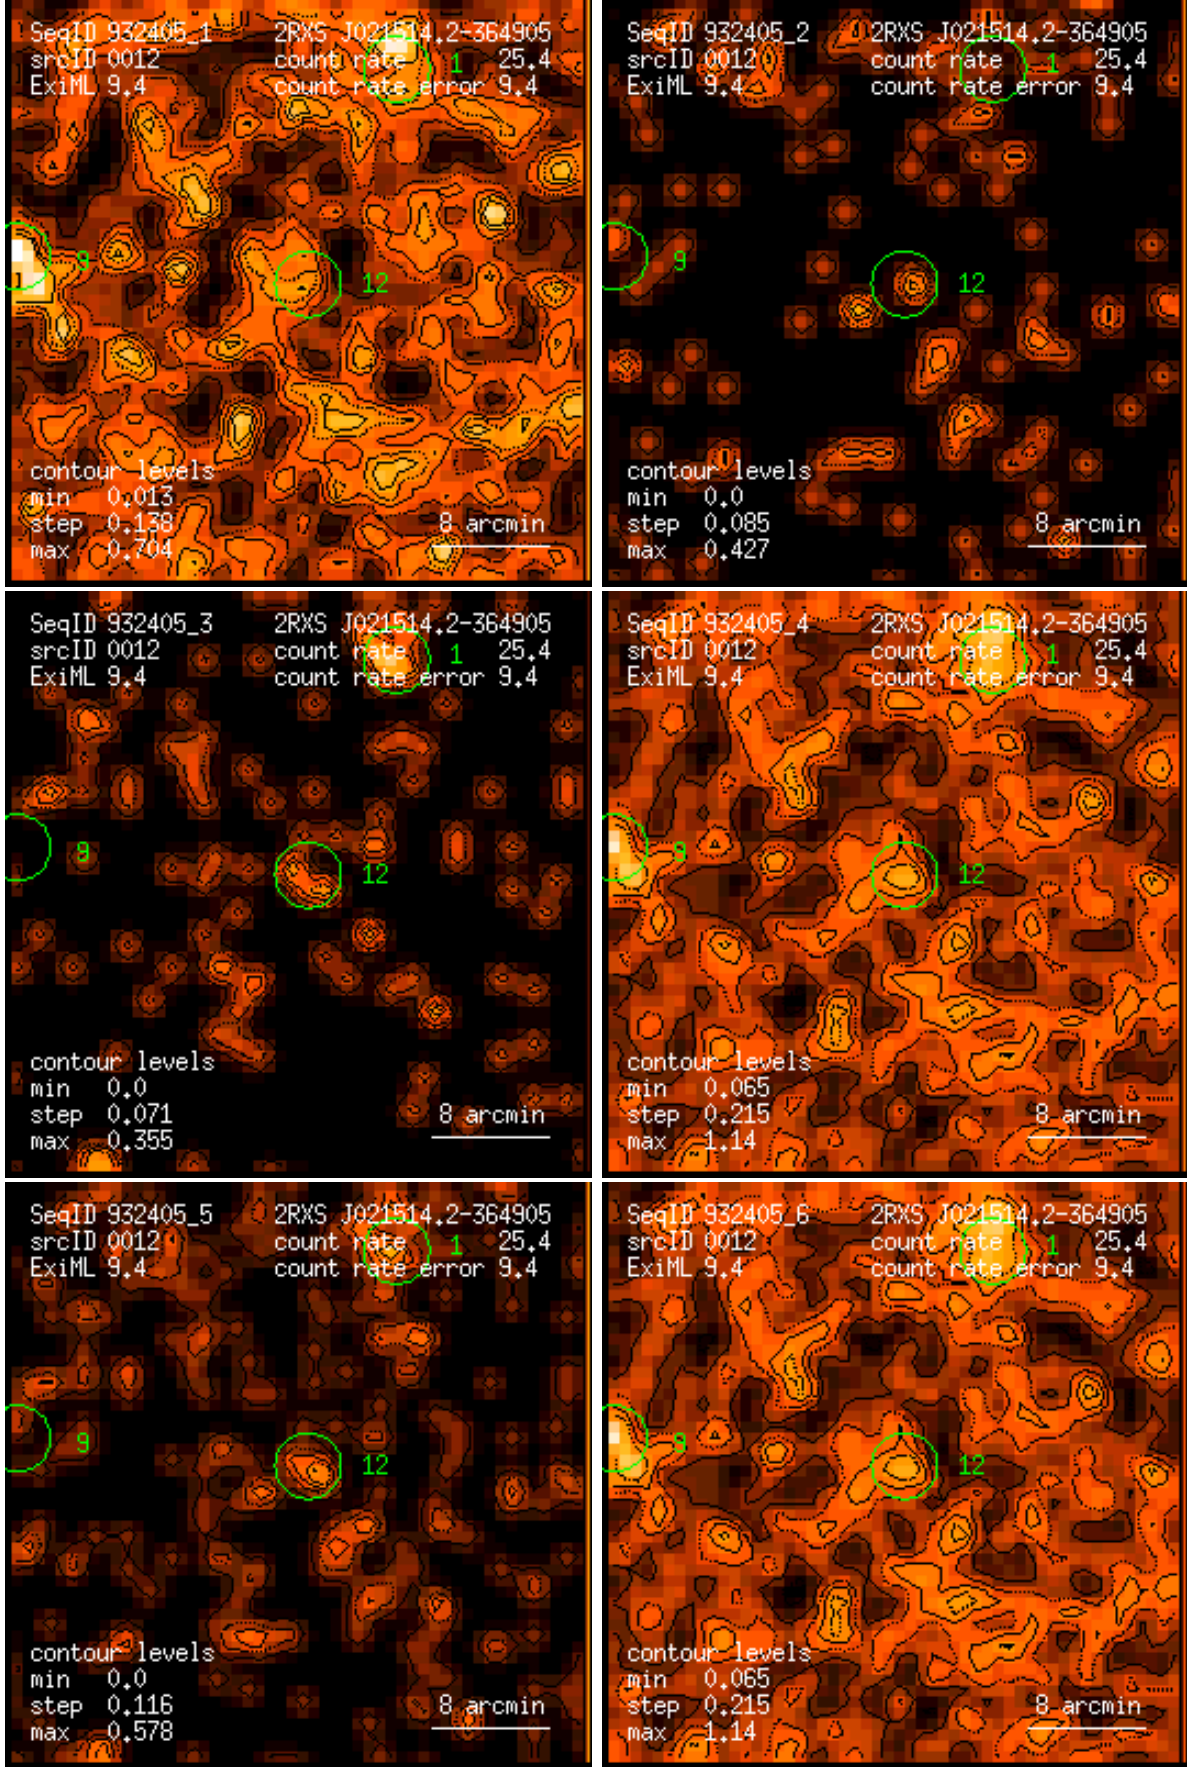 SeqID 932405_1 2RXS J021514.2-364905
srcID 0012 count rate 1 25.4
ExiML 9.4 count rate error 9.4
9
12
contour levels
min 0.013
step 0.138 8 arcmin
max 0.704
SeqID 932405_2 2RXS J021514.2-364905
srcID 0012 count rate 1 25.4
ExiML 9.4 count rate error 9.4
9
12
contour levels
min 0.0
step 0.085 8 arcmin
max 0.427
SeqID 932405_3 2RXS J021514.2-364905
srcID 0012 count rate 1 25.4
ExiML 9.4 count rate error 9.4
9
12
contour levels
min 0.0
step 0.071 8 arcmin
max 0.355
SeqID 932405_4 2RXS J021514.2-364905
srcID 0012 count rate 1 25.4
ExiML 9.4 count rate error 9.4
9
12
contour levels
min 0.065
step 0.215 8 arcmin
max 1.14
SeqID 932405_5 2RXS J021514.2-364905
srcID 0012 count rate 1 25.4
ExiML 9.4 count rate error 9.4
9
12
contour levels
min 0.0
step 0.116 8 arcmin
max 0.578
SeqID 932405_6 2RXS J021514.2-364905
srcID 0012 count rate 1 25.4
ExiML 9.4 count rate error 9.4
9
12
contour levels
min 0.065
step 0.215 8 arcmin
max 1.14